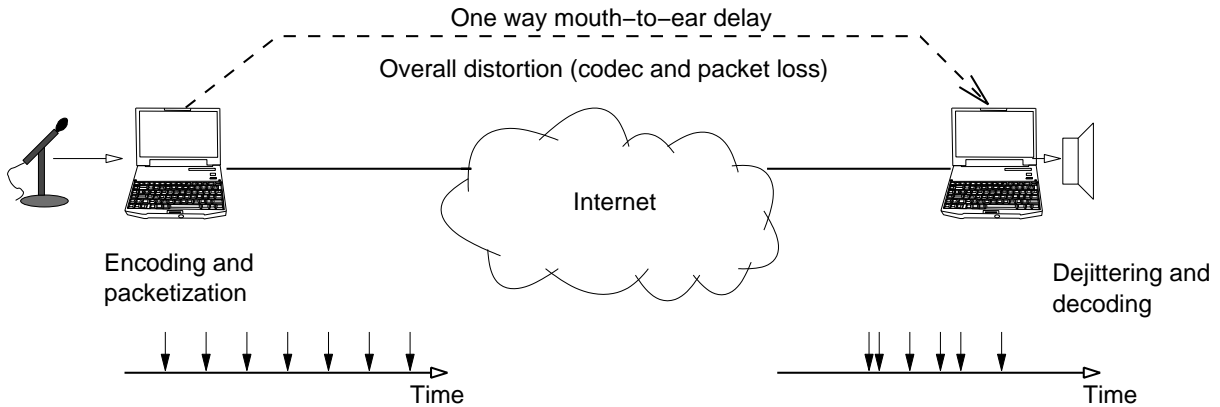 One way mouth−to−ear delay
Overall distortion (codec and packet loss)
Internet
Encoding and
packetization
Dejittering and
decoding
Time
Time